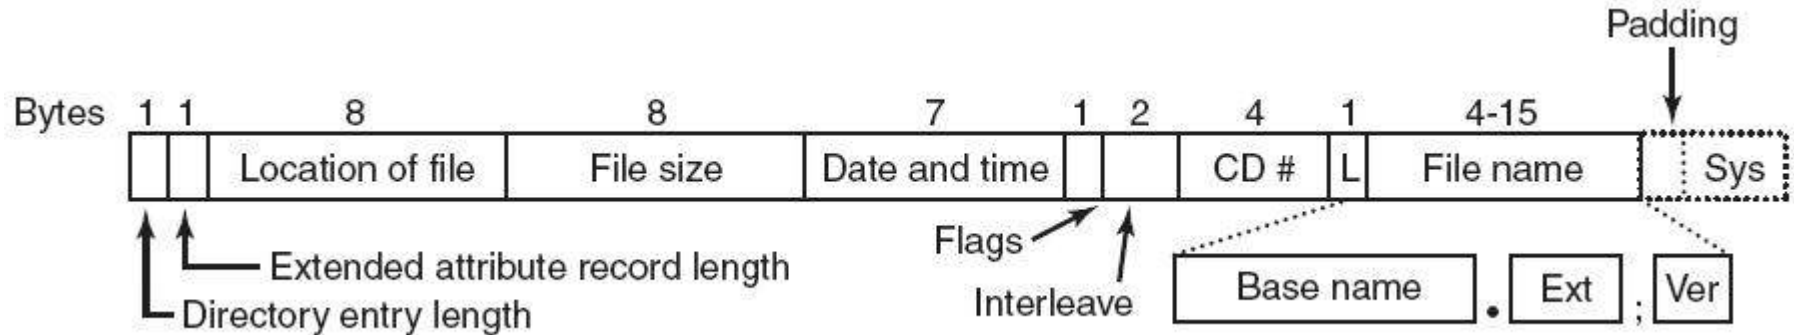 Padding
Bytes 1 1 8 8 7 1 2 4 1 4-15
Location of file File size Date and time CD # L File name Sys
Flags
Extended attribute record length
Interleave
Base name . Ext ; Ver
Directory entry length